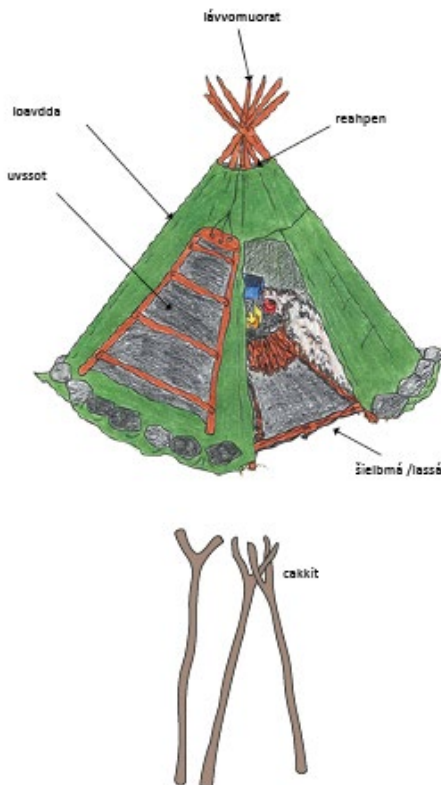 lávvomuorat
loavdda
reahpen
uvssot
šielbmá /lassá
cakkit